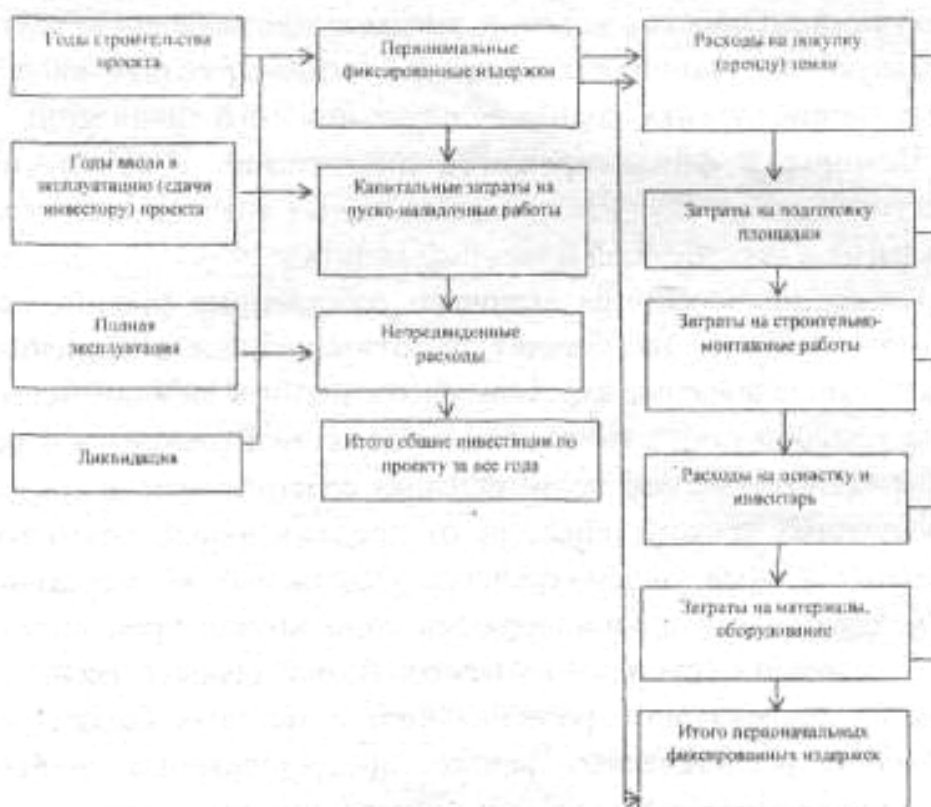 Годы строительства
проекта
Первоначальные
фиксированные издержки
Расходы на покупку
(аренду) земли
Годы ввода в
эксплуатацию (сдачи
инвестору) проекта
Капитальные затраты на
пуско-наладочные работы
Затраты на подготовку
площадки
Полная
эксплуатация
Непредвиденные
расходы
Затраты на строительно-
монтажные работы
Ликвидация
Итого общие инвестиции по
проекту за все года
Расходы на оснастку и
инвентарь
Затраты на материалы,
оборудование
Итого первоначальных
фиксированных издержек